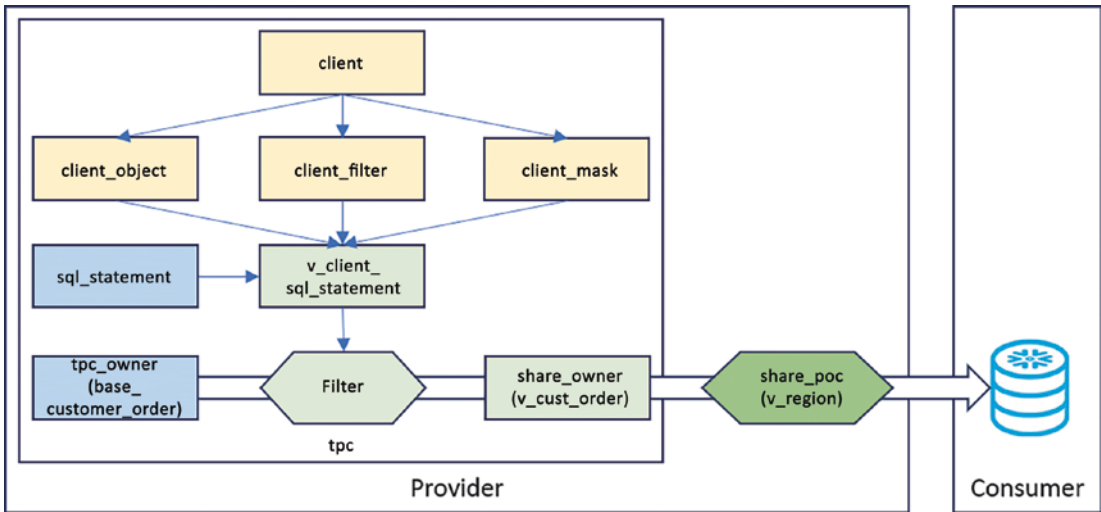 client
client_object
client_filter
client_mask
sql_statement
v_client_
sql_statement
tpc_owner
(base_
customer_order)
Filter
share_owner
(v_cust_order)
share_poc
(v_region)
tpc
Provider
Consumer